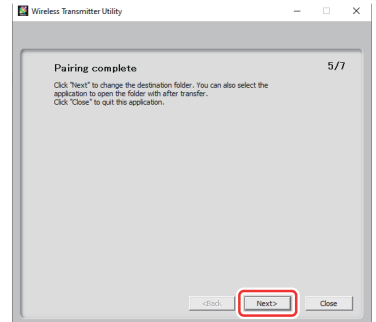 Wireless Transmitter Utility
Pairing complete
5/7
Click "Next" to change the destination folder. You can also select the
application to open the folder with after transfer.
Click "Close" to quit this application.
<Back
Next>
Close